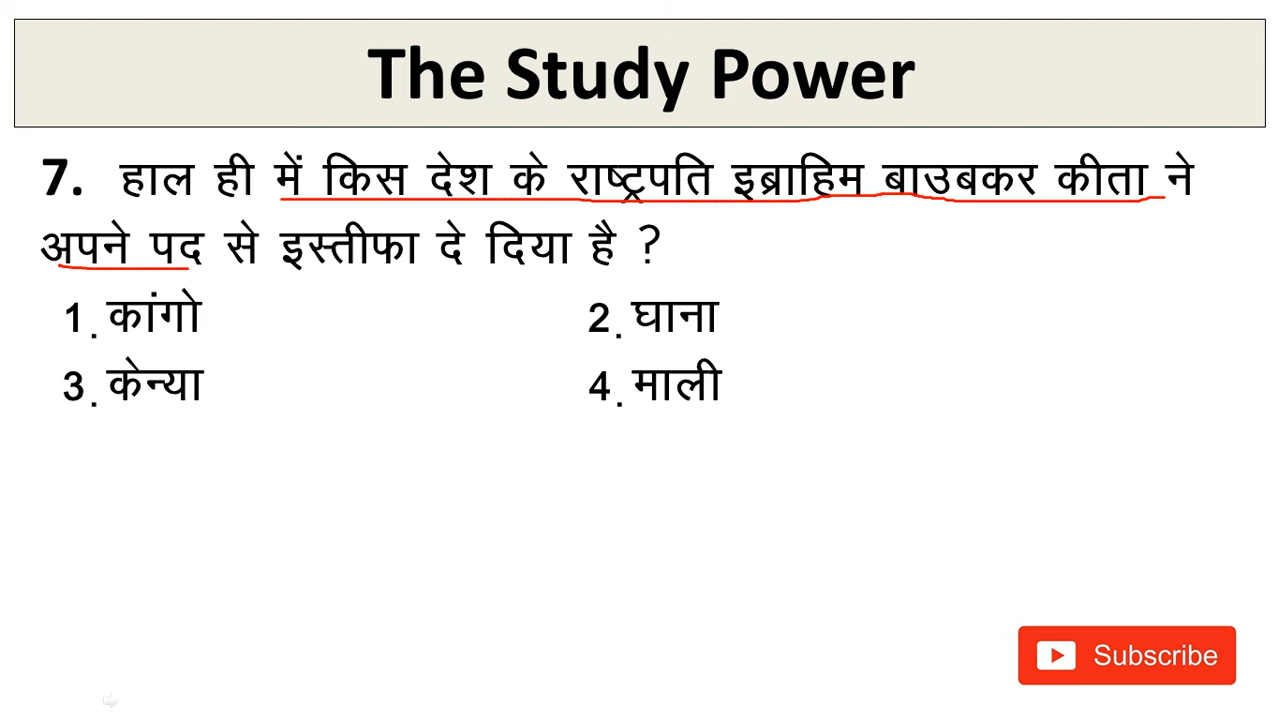 The Study Power
7. हाल ही में किस देश के राष्ट्रपति इब्राहिम बाउबकर कीता ने
अपने पद से इस्तीफा दे दिया है ?
1. कांगो 2. घाना
3. केन्या 4. माली
Subscribe